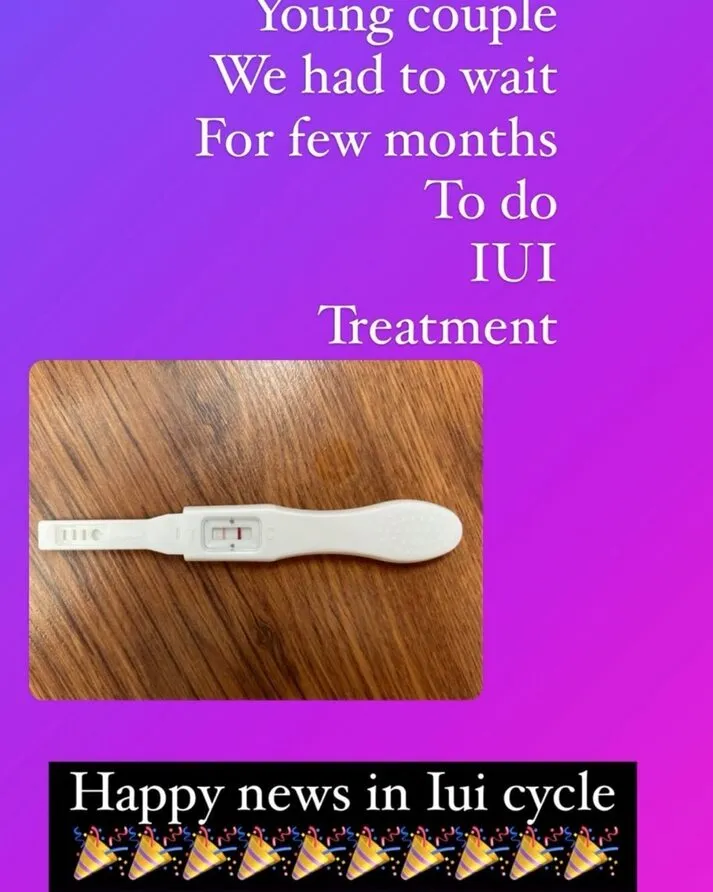 Young couple
We had to wait
For few months
To do
IUI
Treatment
Happy news in Iui cycle
🎉🎉🎉🎉🎉🎉🎉🎉🎉🎉